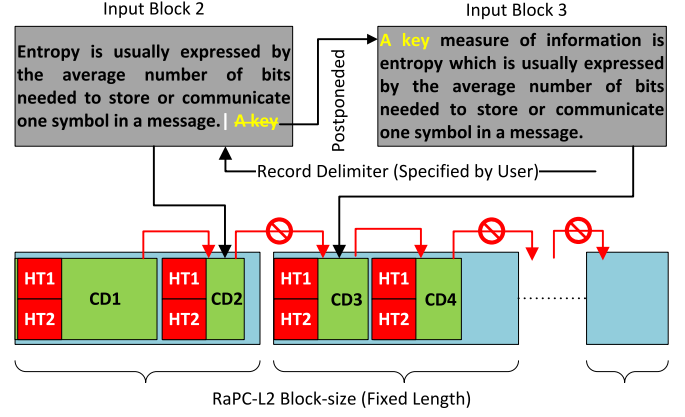 Input Block 2
Input Block 3
Entropy is usually expressed by
the average number of bits
needed to store or communicate
one symbol in a message.| A key
A key measure of information is
entropy which is usually expressed
by the average number of bits
needed to store or communicate
one symbol in a message.
Postponeded
Record Delimiter (Specified by User)
HT1
HT2
CD1
HT1
HT2
CD2
HT1
HT2
CD3
HT1
HT2
CD4
RaPC-L2 Block-size (Fixed Length)